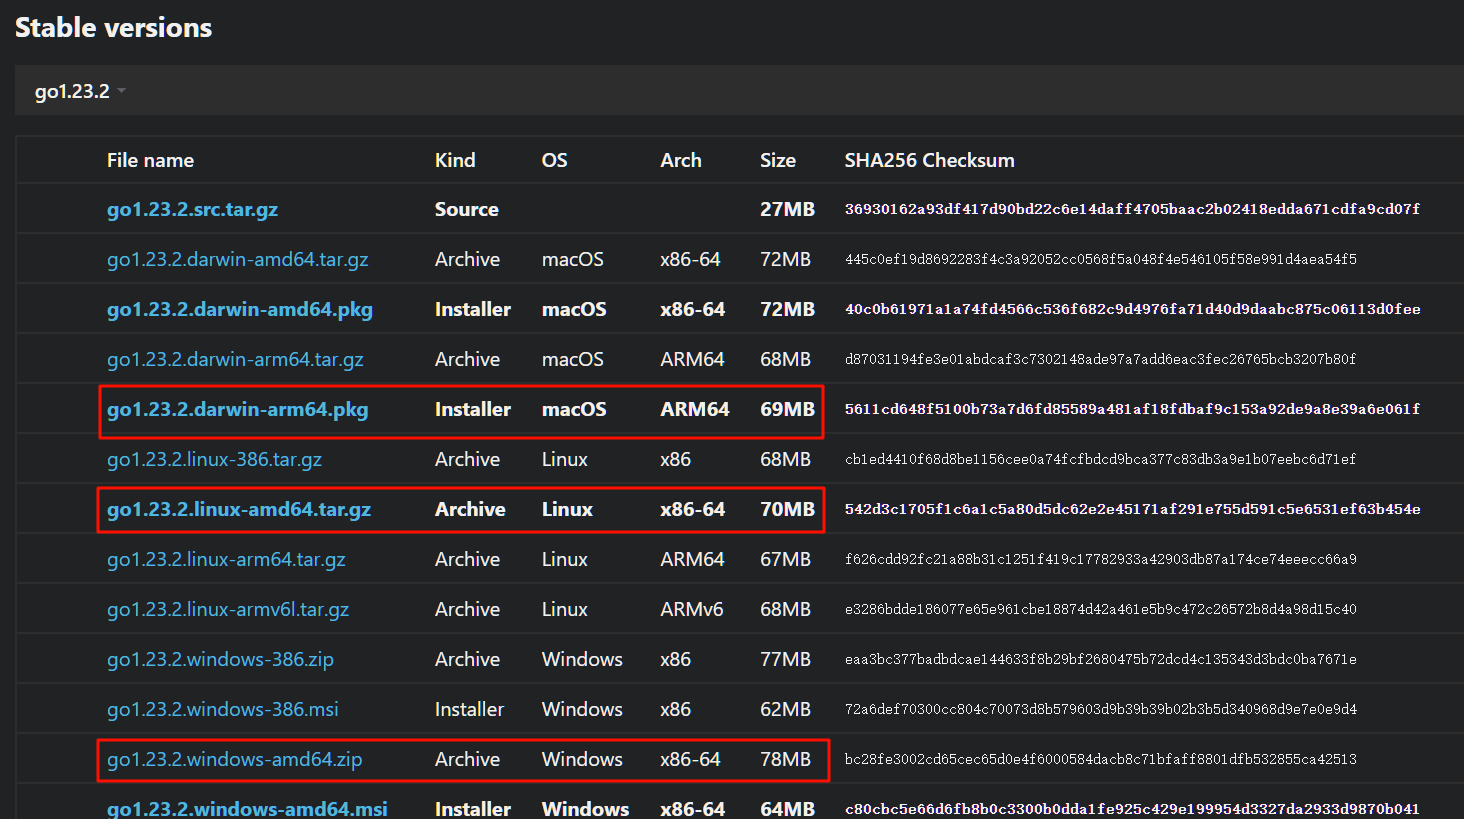 Stable versions
go1.23.2
File name Kind OS Arch Size SHA256 Checksum
go1.23.2.src.tar.gz Source 27MB 36930162a93df417d90bd22c6e14daff4705baac2b02418edda671cdfa9cd07f
go1.23.2.darwin-amd64.tar.gz Archive macOS x86-64 72MB 445c0ef19d8692283f4c3a92052cc0568f5a048f4e546105f58e991d4aea54f5
go1.23.2.darwin-amd64.pkg Installer macOS x86-64 72MB 40c0b61971a1a74fd4566c536f682c9d4976fa71d40d9daabc875c06113d0fee
go1.23.2.darwin-arm64.tar.gz Archive macOS ARM64 68MB d87031194fe3e01abdcaf3c7302148ade97a7add6eac3fec26765bcb3207b80f
go1.23.2.darwin-arm64.pkg Installer macOS ARM64 69MB 5611cd648f5100b73a7d6fd85589a481af18fdbaf9c153a92de9a8e39a6e061f
go1.23.2.linux-386.tar.gz Archive Linux x86 68MB cb1ed4410f68d8be1156cee0a74fcfbdcd9bca377c83db3a9e1b07eebc6d71ef
go1.23.2.linux-amd64.tar.gz Archive Linux x86-64 70MB 542d3c1705f1c6a1c5a80d5dc62e2e45171af291e755d591c5e6531ef63b454e
go1.23.2.linux-arm64.tar.gz Archive Linux ARM64 67MB f626cdd92fc21a88b31c1251f419c17782933a42903db87a174ce74eeecc66a9
go1.23.2.linux-armv6l.tar.gz Archive Linux ARMv6 68MB e3286bdde186077e65e961cbe18874d42a461e5b9c472c26572b8d4a98d15c40
go1.23.2.windows-386.zip Archive Windows x86 77MB eaa3bc377badbdcae144633f8b29bf2680475b72dcd4c135343d3bdc0ba7671e
go1.23.2.windows-386.msi Installer Windows x86 62MB 72a6def70300cc804c70073d8b579603d9b39b39b02b3b5d340968d9e7e0e9d4
go1.23.2.windows-amd64.zip Archive Windows x86-64 78MB bc28fe3002cd65cec65d0e4f6000584dacb8c71bfaff8801dfb532855ca42513
go1.23.2.windows-amd64.msi Installer Windows x86-64 64MB c80cbc5e66d6fb8b0c3300b0dda1fe925c429e199954d3327da2933d9870b041